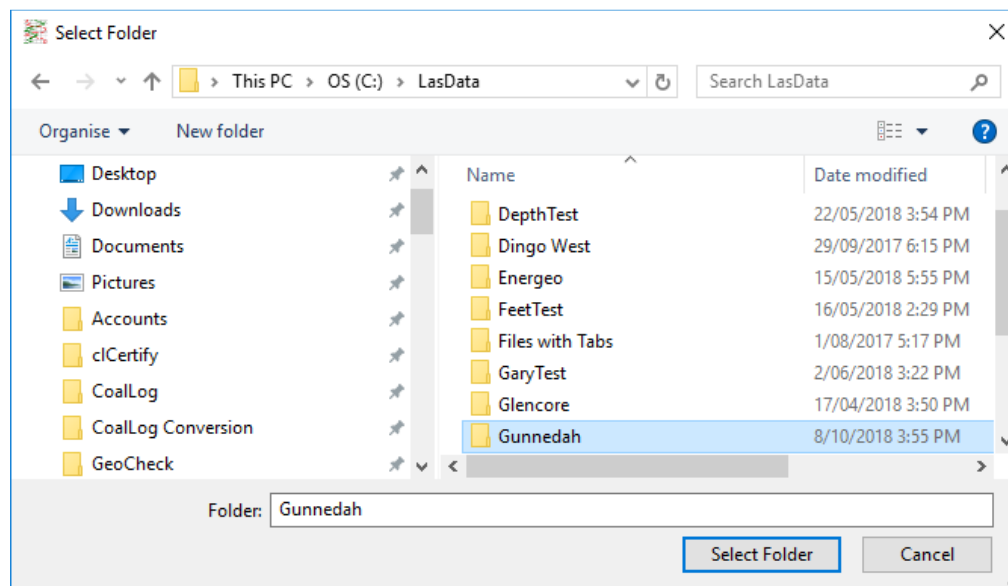 Select Folder
This PC > OS (C:) > LasData
Search LasData
Organise
New folder
?
Desktop
Downloads
Documents
Pictures
Accounts
clCertify
CoalLog
CoalLog Conversion
GeoCheck
Name Date modified
DepthTest 22/05/2018 3:54 PM
Dingo West 29/09/2017 6:15 PM
Energeo 15/05/2018 5:55 PM
FeetTest 16/05/2018 2:29 PM
Files with Tabs 1/08/2017 5:17 PM
GaryTest 2/06/2018 3:22 PM
Glencore 17/04/2018 3:50 PM
Gunnedah 8/10/2018 3:55 PM
Folder: Gunnedah
Select Folder Cancel